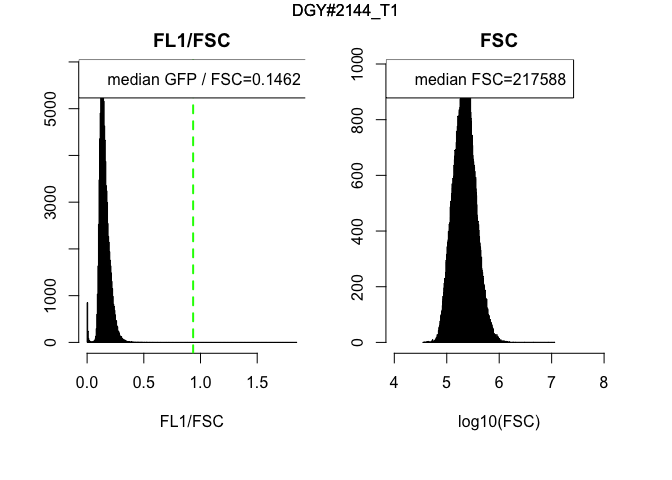 DGY#2144_T1
FL1/FSC
median GFP / FSC=0.1462
0
1000
3000
5000
0.0 0.5 1.0 1.5
FL1/FSC
FSC
median FSC=217588
0
200
400
600
800
1000
4 5 6 7 8
log10(FSC)